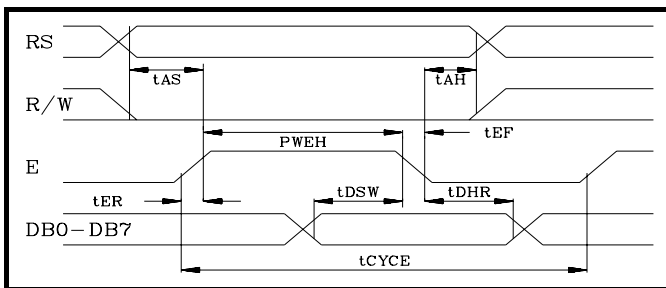 RS
tAS
tAH
R/W
PWEH
tEF
E
tER
tDSW
tDHR
DB0-DB7
tCYCE